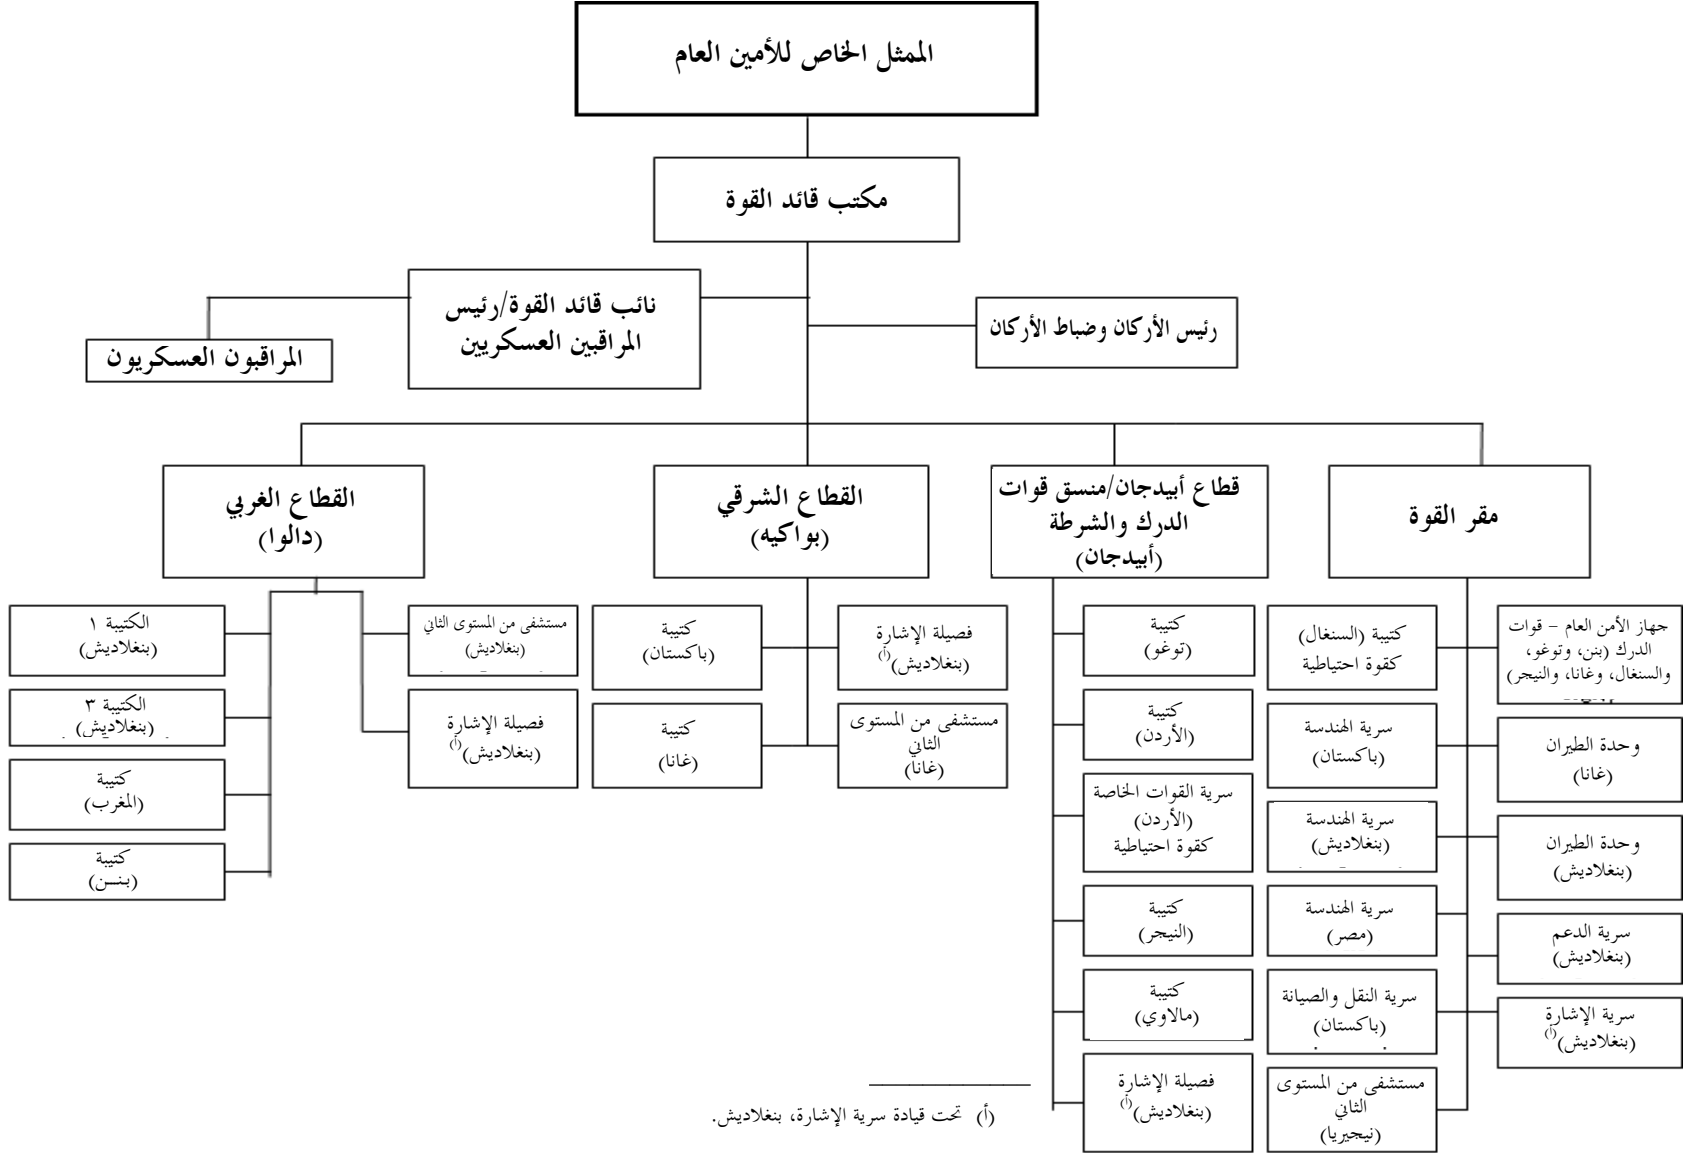 الممثل الخاص للأمين العام
مكتب قائد القوة
رئيس الأركان وضباط الأركان
نائب قائد القوة/رئيس
المراقبين العسكريين
المراقبون العسكريون
مقر القوة
قطاع أبيدجان/منسق قوات
الدرك والشرطة
(أبيدجان)
القطاع الشرقي
(بواكيه)
القطاع الغربي
(دالوا)
جهاز الأمن العام – قوات
الدرك (بنن، وتوغو،
والسنغال، وغانا، والنيجر)
وحدة الطيران
(غانا)
وحدة الطيران
(بنغلاديش)
سرية الدعم
(بنغلاديش)
سرية الإشارة
(بنغلاديش)(أ)
كتيبة (السنغال)
كقوة احتياطية
سرية الهندسة
(باكستان)
سرية الهندسة
(بنغلاديش)
سرية الهندسة
(مصر)
سرية النقل والصيانة
(باكستان)
مستشفى من المستوى
الثاني
(نيجيريا)
كتيبة
(توغو)
كتيبة
(الأردن)
سرية القوات الخاصة
(الأردن)
كقوة احتياطية
كتيبة
(النيجر)
كتيبة
(مالاوي)
فصيلة الإشارة
(بنغلاديش)(أ)
فصيلة الإشارة
(بنغلاديش)(أ)
مستشفى من المستوى
الثاني
(غانا)
كتيبة
(باكستان)
كتيبة
(غانا)
مستشفى من المستوى الثاني
(بنغلاديش)
فصيلة الإشارة
(بنغلاديش)(أ)
الكتيبة ١
(بنغلاديش)
الكتيبة ٣
(بنغلاديش)
كتيبة
(المغرب)
كتيبة
(بنــن)
(أ) تحت قيادة سرية الإشارة، بنغلاديش.